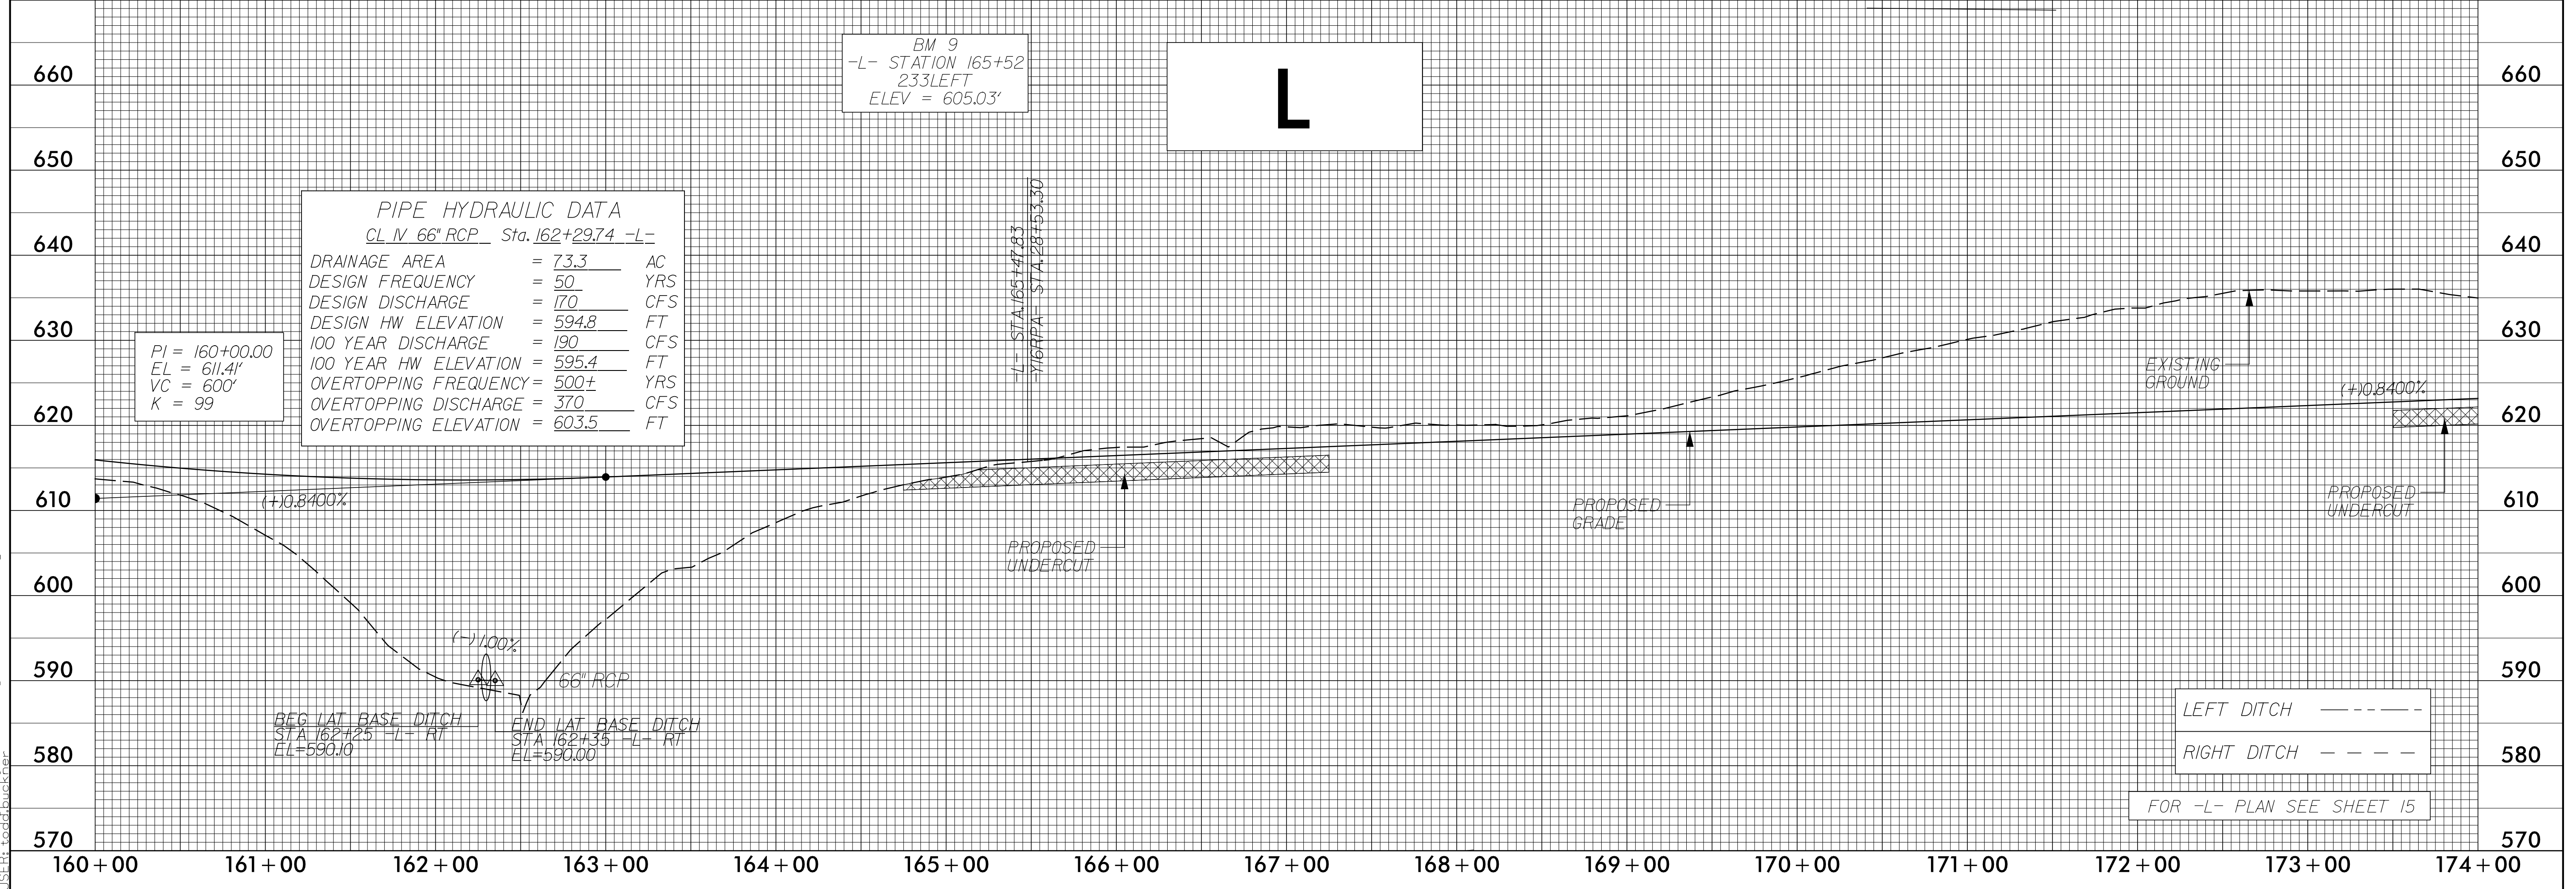 BM 9
-L- STATION 165+52
233LEFT
ELEV = 605.03'
L
660
650
640
630
620
610
600
590
580
570
660
650
640
630
620
610
600
590
580
570
PIPE HYDRAULIC DATA
CL IV 66" RCP Sta. 162+29.74 -L-
DRAINAGE AREA = 73.3 AC
DESIGN FREQUENCY = 50 YRS
DESIGN DISCHARGE = 170 CFS
DESIGN HW ELEVATION = 594.8 FT
100 YEAR DISCHARGE = 190 CFS
100 YEAR HW ELEVATION = 595.4 FT
OVERTOPPING FREQUENCY = 500+ YRS
OVERTOPPING DISCHARGE = 370 CFS
OVERTOPPING ELEVATION = 603.5 FT
PI = 160+00.00
EL = 611.41'
VC = 600'
K = 99
-L- STA.165+47.83
-Y16RPA- STA.28+53.30
EXISTING
GROUND
(+)0.8400%
(+)0.8400%
PROPOSED
UNDERCUT
PROPOSED
GRADE
PROPOSED
UNDERCUT
(-)1.00%
66" RCP
BEG LAT BASE DITCH
STA 162+25 -L- RT
EL=590.10
END LAT BASE DITCH
STA 162+35 -L- RT
EL=590.00
LEFT DITCH
RIGHT DITCH
FOR -L- PLAN SEE SHEET 15
160+00 161+00 162+00 163+00 164+00 165+00 166+00 167+00 168+00 169+00 170+00 171+00 172+00 173+00 174+00
USER: todd.buckner